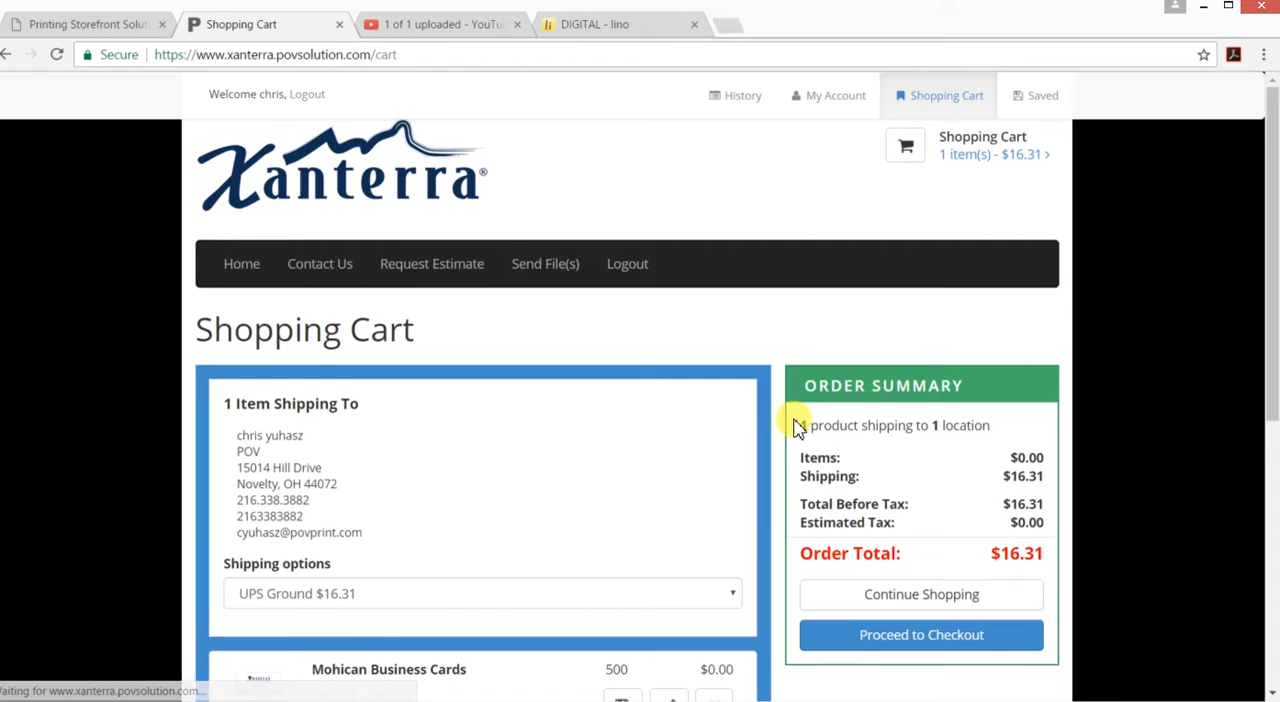 Printing Storefront Solut
Shopping Cart
1 of 1 uploaded - YouTu
DIGITAL - lino
Secure
https://www.xanterra.povsolution.com/cart
Welcome chris, Logout
History
My Account
Shopping Cart
Saved
Xanterra®
Shopping Cart
1 item(s) - $16.31
Home
Contact Us
Request Estimate
Send File(s)
Logout
Shopping Cart
1 Item Shipping To
chris yuhasz
POV
15014 Hill Drive
Novelty, OH 44072
216.338.3882
2163383882
cyuhasz@povprint.com
Shipping options
UPS Ground $16.31
Mohican Business Cards 500 $0.00
ORDER SUMMARY
product shipping to 1 location
Items: $0.00
Shipping: $16.31
Total Before Tax: $16.31
Estimated Tax: $0.00
Order Total: $16.31
Continue Shopping
Proceed to Checkout
Waiting for www.xanterra.povsolution.com...